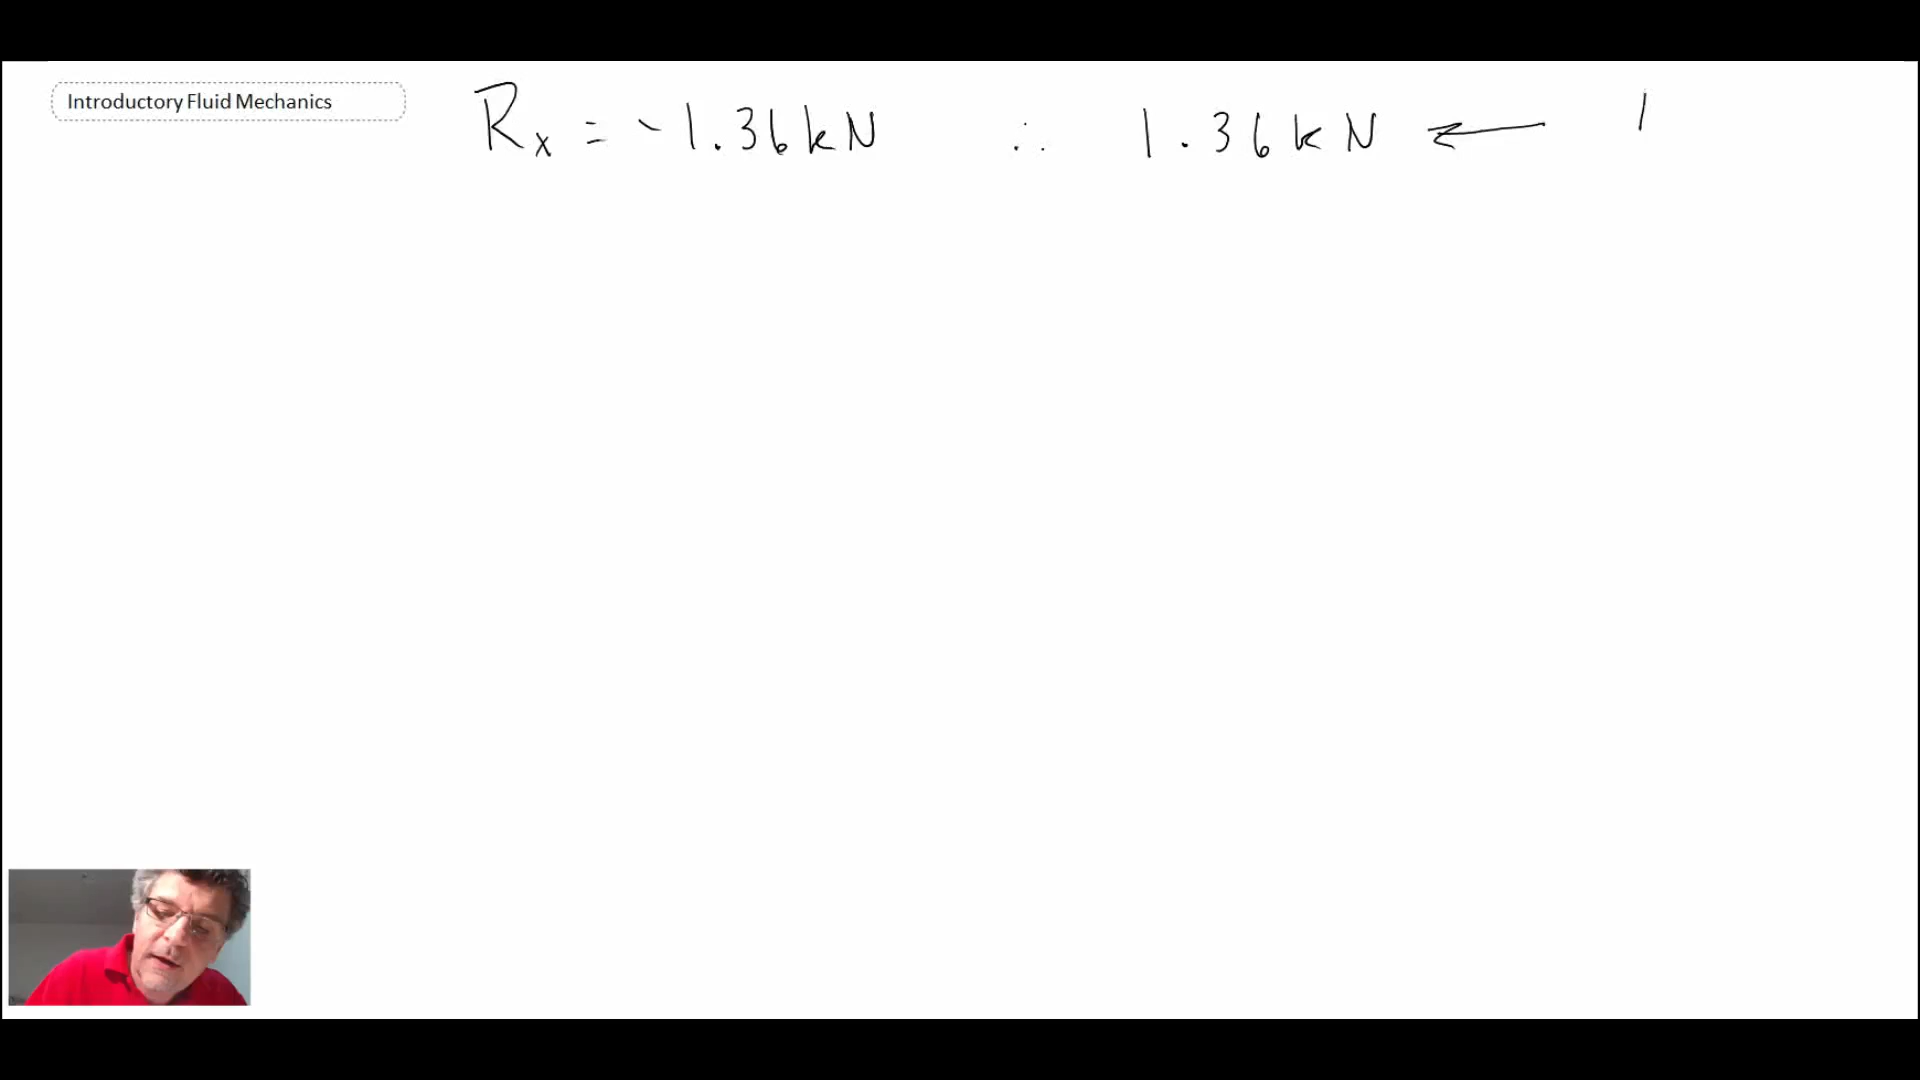 Introductory Fluid Mechanics
Rx = -1.36kN ∴ 1.36kN ←